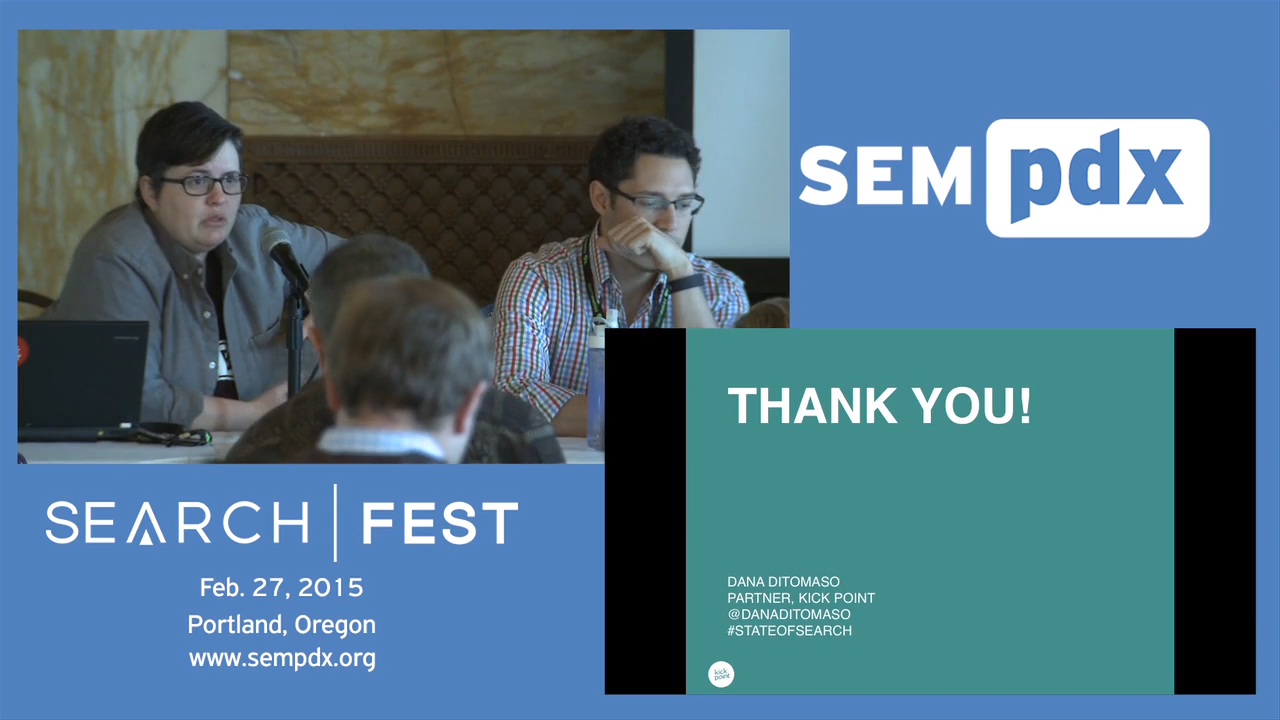 SEM pdx
SEARCH FEST
Feb. 27, 2015
Portland, Oregon
www.sempdx.org
THANK YOU!
DANA DITOMASO
PARTNER, KICK POINT
@DANADITOMASO
#STATEOFSEARCH
kick
point